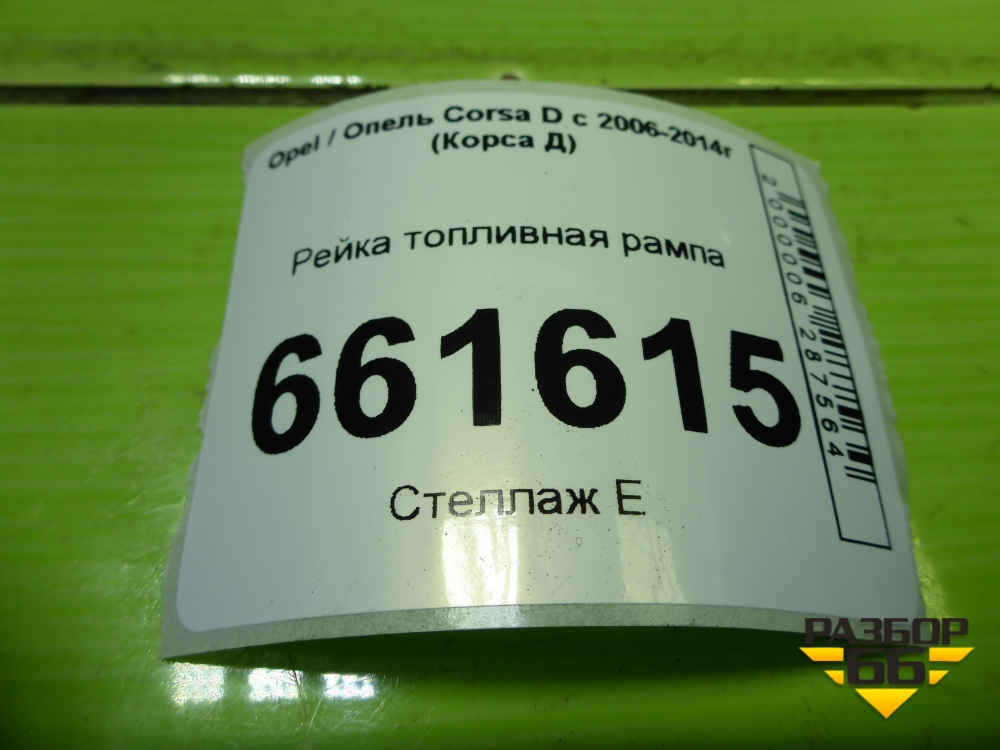 Opel / Опель Corsa D с 2006-2014г
(Корса Д)
Рейка топливная рампа
661615
Стеллаж Е
2000006287564
РАЗБОР
66